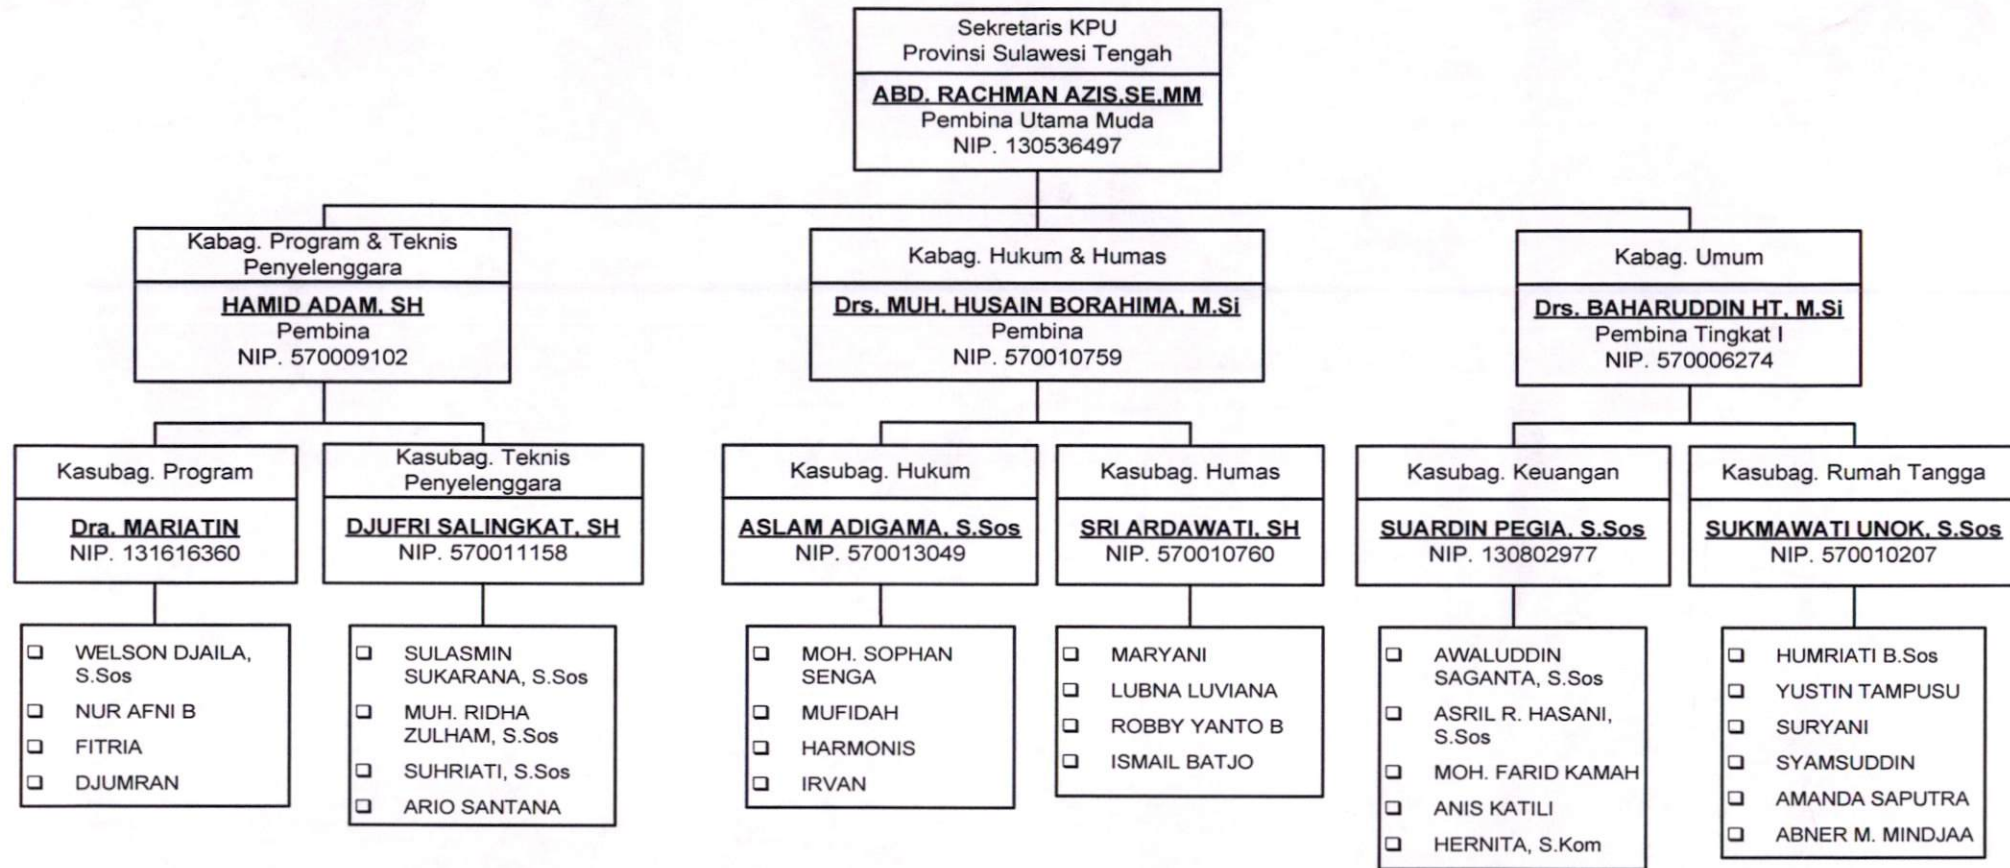 Sekretaris KPU
Provinsi Sulawesi Tengah
ABD. RACHMAN AZIS.SE.MM
Pembina Utama Muda
NIP. 130536497
Kabag. Program & Teknis
Penyelenggara
HAMID ADAM, SH
Pembina
NIP. 570009102
Kabag. Hukum & Humas
Drs. MUH. HUSAIN BORAHIMA, M.Si
Pembina
NIP. 570010759
Kabag. Umum
Drs. BAHARUDDIN HT, M.Si
Pembina Tingkat I
NIP. 570006274
Kasubag. Program
Dra. MARIATIN
NIP. 131616360
Kasubag. Teknis
Penyelenggara
DJUFRI SALINGKAT, SH
NIP. 570011158
Kasubag. Hukum
ASLAM ADIGAMA, S.Sos
NIP. 570013049
Kasubag. Humas
SRI ARDAWATI, SH
NIP. 570010760
Kasubag. Keuangan
SUARDIN PEGIA, S.Sos
NIP. 130802977
Kasubag. Rumah Tangga
SUKMAWATI UNOK, S.Sos
NIP. 570010207
WELSON DJAILA,
S.Sos
NUR AFNI B
FITRIA
DJUMRAN
SULASMIN
SUKARANA, S.Sos
MUH. RIDHA
ZULHAM, S.Sos
SUHRIATI, S.Sos
ARIO SANTANA
MOH. SOPHAN
SENGA
MUFIDAH
HARMONIS
IRVAN
MARYANI
LUBNA LUVIANA
ROBBY YANTO B
ISMAIL BATJO
AWALUDDIN
SAGANTA, S.Sos
ASRIL R. HASANI,
S.Sos
MOH. FARID KAMAH
ANIS KATILI
HERNITA, S.Kom
HUMRIATI B.Sos
YUSTIN TAMPUSU
SURYANI
SYAMSUDDIN
AMANDA SAPUTRA
ABNER M. MINDJAA